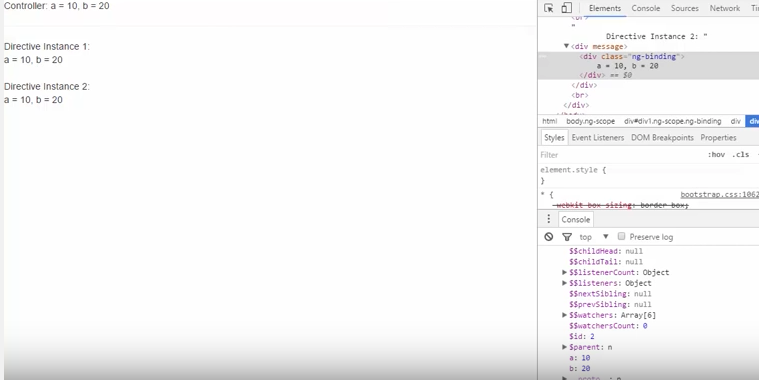 Controller: a = 10, b = 20
Directive Instance 1:
a = 10, b = 20
Directive Instance 2:
a = 10, b = 20
Elements Console Sources Network Ti
"
Directive Instance 2: "
▼<div message>
<div class="ng-binding">
a = 10, b = 20
</div> == $0
</div>
<br>
</div>
html body.ng-scope div#div1.ng-scope.ng-binding div div
Styles Event Listeners DOM Breakpoints Properties
Filter :hov .cls
element.style {
}
* { bootstrap.css:1062
-webkit-box-sizing: border-box;
Console
top ▼ Preserve log
$$childHead: null
$$childTail: null
▶$$listenerCount: Object
▶$$listeners: Object
$$nextSibling: null
$$prevSibling: null
▶$$watchers: Array[6]
$$watchersCount: 0
$id: 2
▶$parent: n
a: 10
b: 20